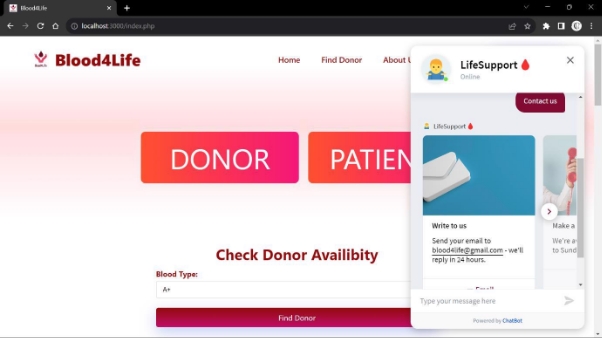 Blood4Life
localhost:3000/index.php
Blood4Life
Home
Find Donor
About U
DONOR
PATIEN
Check Donor Availibity
Blood Type:
A+
Find Donor
LifeSupport
Online
Contact us
LifeSupport
Write to us
Send your email to
blood4life@gmail.com - we'll
reply in 24 hours.
Email
Make a
We're av
to Sund
Type your message here
Powered by ChatBot